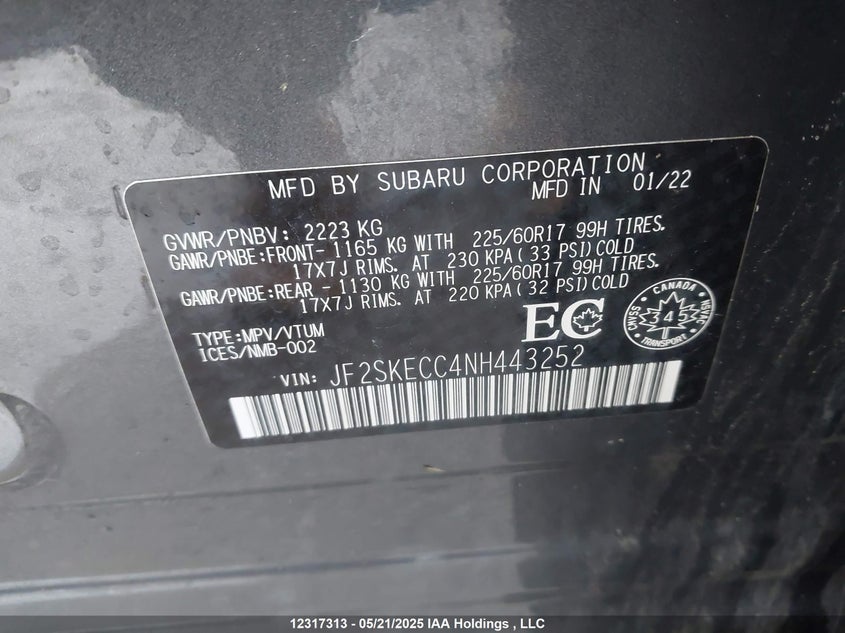 MFD BY SUBARU CORPORATION
MFD IN 01/22
GVWR/PNBV: 2223 KG
GAWR/PNBE:FRONT- 1165 KG WITH 225/60R17 99H TIRES.
17X7J RIMS. AT 230 KPA( 33 PSI)COLD
GAWR/PNBE:REAR - 1130 KG WITH 225/60R17 99H TIRES.
17X7J RIMS. AT 220 KPA( 32 PSI)COLD
TYPE:MPV/VTUM
ICES/NMB-002
EC
CANADA
CMVSS
NSVAC
345
TRANSPORT
VIN: JF2SKECC4NH443252
12317313 - 05/21/2025 IAA Holdings , LLC